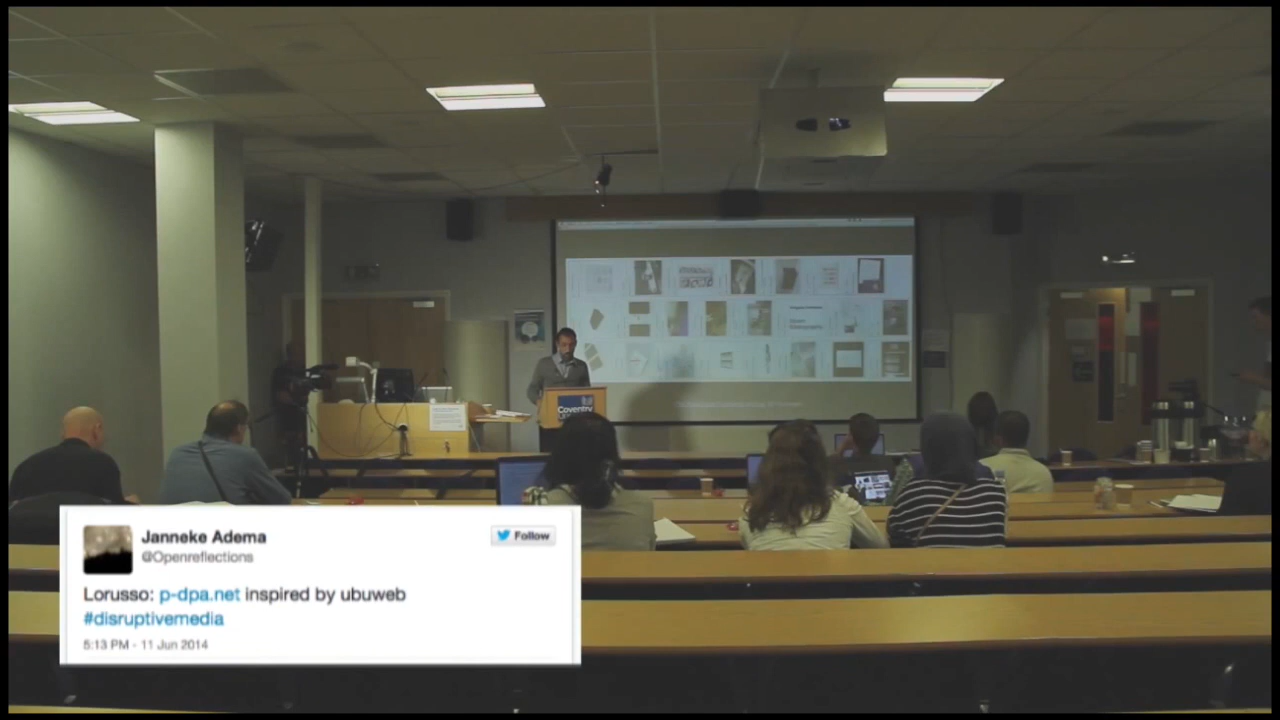 Coventry
Janneke Adema
@Openreflections
Follow
Lorusso: p-dpa.net inspired by ubuweb
#disruptivemedia
5:13 PM - 11 Jun 2014